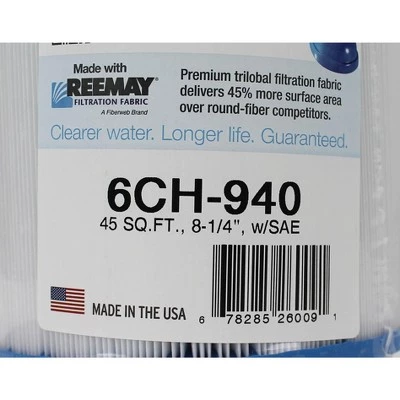 Made with
REEMAY
FILTRATION FABRIC
A Fiberweb Brand
Premium trilobal filtration fabric
delivers 45% more surface area
over round-fiber competitors.
Clearer water. Longer life. Guaranteed.
6CH-940
45 SQ.FT., 8-1/4", w/SAE
MADE IN THE USA
6 78285 26009 1